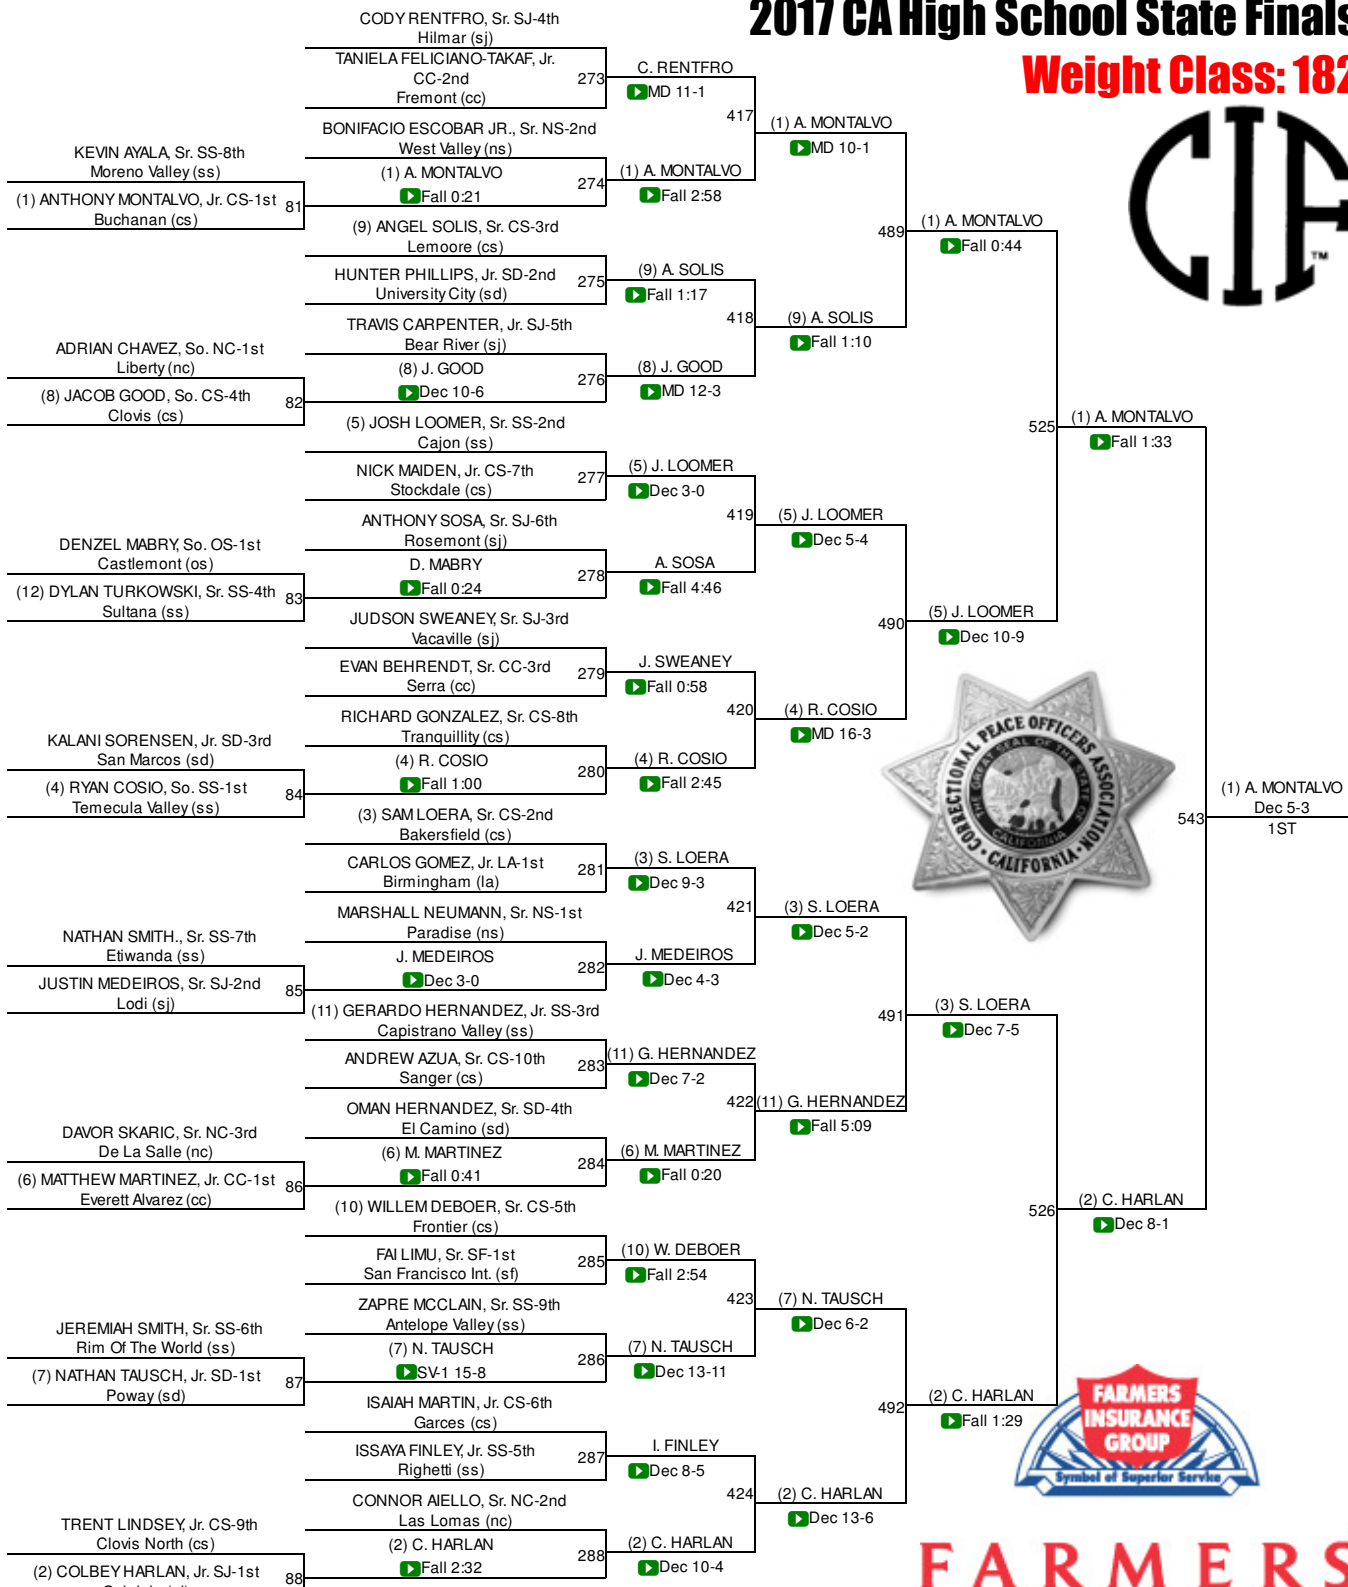 2017 CA High School State Finals
Weight Class: 182
CIF
TM
KEVIN AYALA, Sr. SS-8th
Moreno Valley (ss)
(1) ANTHONY MONTALVO, Jr. CS-1st
Buchanan (cs)
81
ADRIAN CHAVEZ, So. NC-1st
Liberty (nc)
(8) JACOB GOOD, So. CS-4th
Clovis (cs)
82
DENZEL MABRY, So. OS-1st
Castlemont (os)
(12) DYLAN TURKOWSKI, Sr. SS-4th
Sultana (ss)
83
KALANI SORENSEN, Jr. SD-3rd
San Marcos (sd)
(4) RYAN COSIO, So. SS-1st
Temecula Valley (ss)
84
NATHAN SMITH., Sr. SS-7th
Etiwanda (ss)
JUSTIN MEDEIROS, Sr. SJ-2nd
Lodi (sj)
85
DAVOR SKARIC, Sr. NC-3rd
De La Salle (nc)
(6) MATTHEW MARTINEZ, Jr. CC-1st
Everett Alvarez (cc)
86
JEREMIAH SMITH, Sr. SS-6th
Rim Of The World (ss)
(7) NATHAN TAUSCH, Jr. SD-1st
Poway (sd)
87
TRENT LINDSEY, Jr. CS-9th
Clovis North (cs)
(2) COLBEY HARLAN, Jr. SJ-1st
88
CODY RENTFRO, Sr. SJ-4th
Hilmar (sj)
TANIELA FELICIANO-TAKAF, Jr.
CC-2nd
Fremont (cc)
273
BONIFACIO ESCOBAR JR., Sr. NS-2nd
West Valley (ns)
(1) A. MONTALVO
Fall 0:21
274
(9) ANGEL SOLIS, Sr. CS-3rd
Lemoore (cs)
HUNTER PHILLIPS, Jr. SD-2nd
University City (sd)
275
TRAVIS CARPENTER, Jr. SJ-5th
Bear River (sj)
(8) J. GOOD
Dec 10-6
276
(5) JOSH LOOMER, Sr. SS-2nd
Cajon (ss)
NICK MAIDEN, Jr. CS-7th
Stockdale (cs)
277
ANTHONY SOSA, Sr. SJ-6th
Rosemont (sj)
D. MABRY
Fall 0:24
278
JUDSON SWEANEY, Sr. SJ-3rd
Vacaville (sj)
EVAN BEHRENDT, Sr. CC-3rd
Serra (cc)
279
RICHARD GONZALEZ, Sr. CS-8th
Tranquillity (cs)
(4) R. COSIO
Fall 1:00
280
(3) SAM LOERA, Sr. CS-2nd
Bakersfield (cs)
CARLOS GOMEZ, Jr. LA-1st
Birmingham (la)
281
MARSHALL NEUMANN, Sr. NS-1st
Paradise (ns)
J. MEDEIROS
Dec 3-0
282
(11) GERARDO HERNANDEZ, Jr. SS-3rd
Capistrano Valley (ss)
ANDREW AZUA, Sr. CS-10th
Sanger (cs)
283
OMAN HERNANDEZ, Sr. SD-4th
El Camino (sd)
(6) M. MARTINEZ
Fall 0:41
284
(10) WILLEM DEBOER, Sr. CS-5th
Frontier (cs)
FAI LIMU, Sr. SF-1st
San Francisco Int. (sf)
285
ZAPRE MCCLAIN, Sr. SS-9th
Antelope Valley (ss)
(7) N. TAUSCH
SV-1 15-8
286
ISAIAH MARTIN, Jr. CS-6th
Garces (cs)
ISSAYA FINLEY, Jr. SS-5th
Righetti (ss)
287
CONNOR AIELLO, Sr. NC-2nd
Las Lomas (nc)
(2) C. HARLAN
Fall 2:32
288
C. RENTFRO
MD 11-1
417
(1) A. MONTALVO
Fall 2:58
(9) A. SOLIS
Fall 1:17
418
(8) J. GOOD
MD 12-3
(5) J. LOOMER
Dec 3-0
419
A. SOSA
Fall 4:46
J. SWEANEY
Fall 0:58
420
(4) R. COSIO
Fall 2:45
(3) S. LOERA
Dec 9-3
421
J. MEDEIROS
Dec 4-3
(11) G. HERNANDEZ
Dec 7-2
422
(6) M. MARTINEZ
Fall 0:20
(10) W. DEBOER
Fall 2:54
423
(7) N. TAUSCH
Dec 13-11
I. FINLEY
Dec 8-5
424
(2) C. HARLAN
Dec 10-4
(1) A. MONTALVO
MD 10-1
489
(9) A. SOLIS
Fall 1:10
(5) J. LOOMER
Dec 5-4
490
(4) R. COSIO
MD 16-3
(3) S. LOERA
Dec 5-2
491
(11) G. HERNANDEZ
Fall 5:09
(7) N. TAUSCH
Dec 6-2
492
(2) C. HARLAN
Dec 13-6
(1) A. MONTALVO
Fall 0:44
525
(5) J. LOOMER
Dec 10-9
(3) S. LOERA
Dec 7-5
526
(2) C. HARLAN
Fall 1:29
(1) A. MONTALVO
Fall 1:33
543
(2) C. HARLAN
Dec 8-1
(1) A. MONTALVO
Dec 5-3
1ST
CORRECTIONAL PEACE OFFICERS ASSOCIATION
CALIFORNIA
THE GREAT SEAL OF THE STATE OF
CALIFORNIA
FARMERS
INSURANCE
GROUP
Symbol of Superior Service
FARMERS